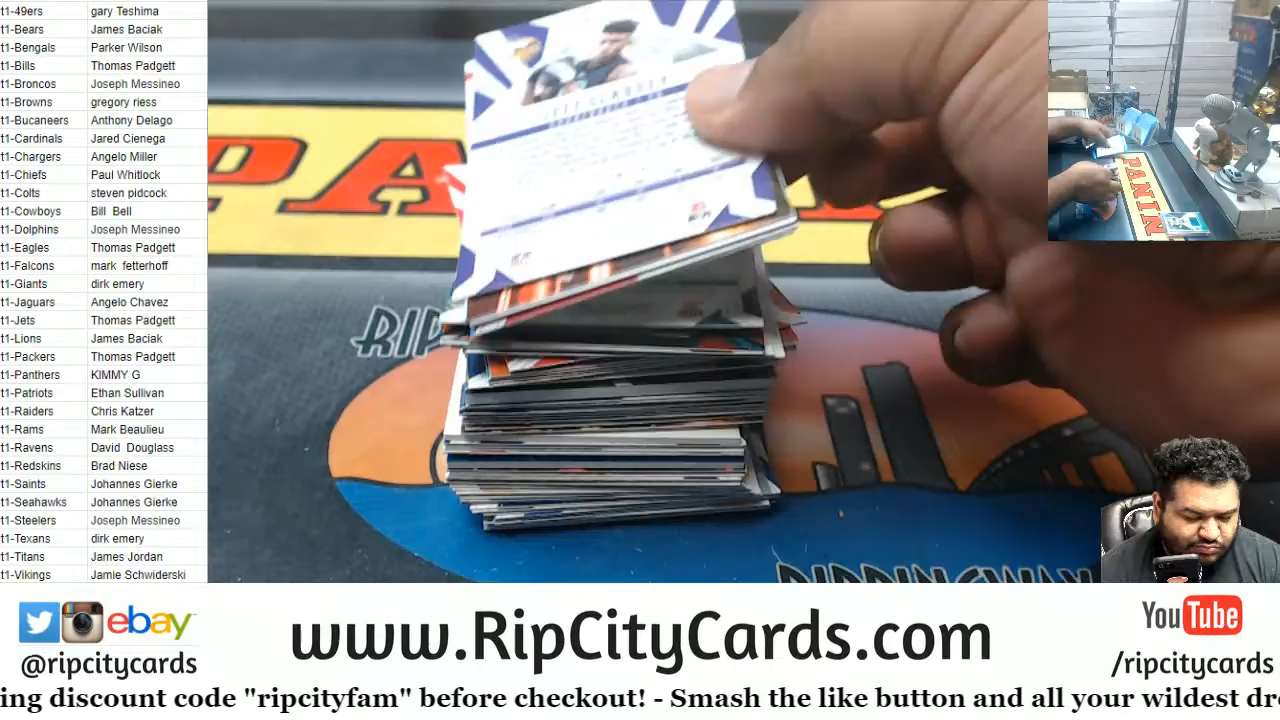 t1-49ers gary Teshima
t1-Bears James Baciak
t1-Bengals Parker Wilson
t1-Bills Thomas Padgett
t1-Broncos Joseph Messineo
t1-Browns gregory riess
t1-Bucaneers Anthony Delago
t1-Cardinals Jared Cienega
t1-Chargers Angelo Miller
t1-Chiefs Paul Whitlock
t1-Colts steven pidcock
t1-Cowboys Bill Bell
t1-Dolphins Joseph Messineo
t1-Eagles Thomas Padgett
t1-Falcons mark fetterhoff
t1-Giants dirk emery
t1-Jaguars Angelo Chavez
t1-Jets Thomas Padgett
t1-Lions James Baciak
t1-Packers Thomas Padgett
t1-Panthers KIMMY G
t1-Patriots Ethan Sullivan
t1-Raiders Chris Katzer
t1-Rams Mark Beaulieu
t1-Ravens David Douglass
t1-Redskins Brad Niese
t1-Saints Johannes Gierke
t1-Seahawks Johannes Gierke
t1-Steelers Joseph Messineo
t1-Texans dirk emery
t1-Titans James Jordan
t1-Vikings Jamie Schwiderski
PA
RIP
PANIN
ebay
@ripcitycards
www.RipCityCards.com
YouTube
/ripcitycards
ing discount code "ripcityfam" before checkout! - Smash the like button and all your wildest dre